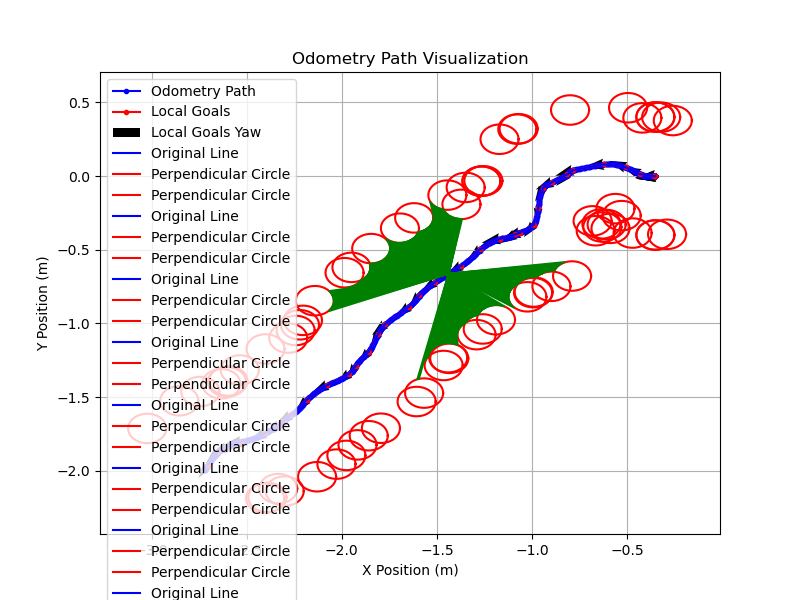 Odometry Path Visualization
0.5
0.0
−0.5
−1.0
−1.5
−2.0
Y Position (m)
Odometry Path
Local Goals
Local Goals Yaw
Original Line
Perpendicular Circle
Perpendicular Circle
Original Line
Perpendicular Circle
Perpendicular Circle
Original Line
Perpendicular Circle
Perpendicular Circle
Original Line
Perpendicular Circle
Perpendicular Circle
Original Line
Perpendicular Circle
Perpendicular Circle
Original Line
Perpendicular Circle
Perpendicular Circle
Original Line
Perpendicular Circle
Perpendicular Circle
Original Line
−2.0
−1.5
−1.0
−0.5
X Position (m)